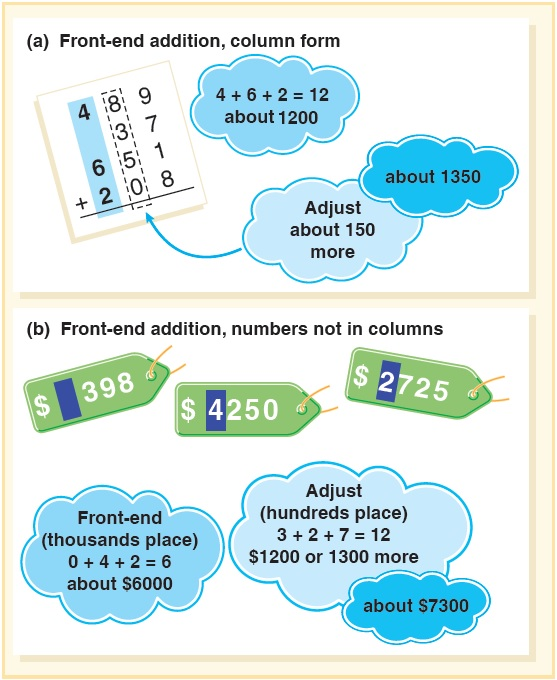 (a) Front-end addition, column form
4 8 9
3 7
6 5 1
+ 2 0 8
4 + 6 + 2 = 12
about 1200
about 1350
Adjust
about 150
more
(b) Front-end addition, numbers not in columns
$ 398
$ 4250
$ 2725
Front-end
(thousands place)
0 + 4 + 2 = 6
about $6000
Adjust
(hundreds place)
3 + 2 + 7 = 12
$1200 or 1300 more
about $7300